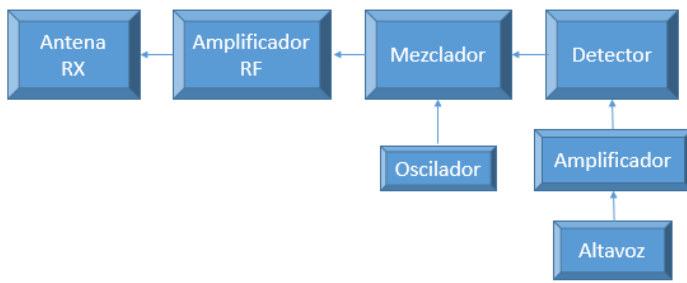 Antena
RX
Amplificador
RF
Mezclador
Detector
Oscilador
Amplificador
Altavoz